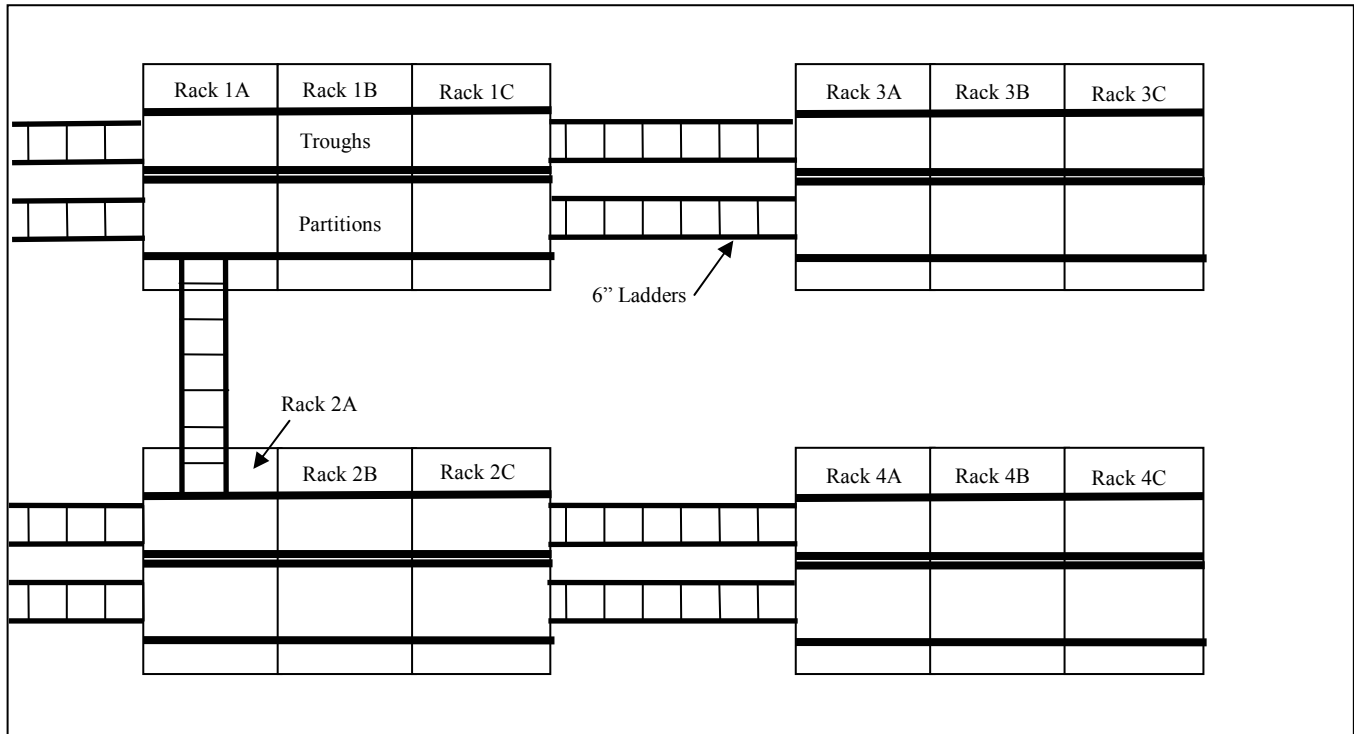 Rack 1A Rack 1B Rack 1C Rack 3A Rack 3B Rack 3C
Troughs
Partitions
6” Ladders
Rack 2A
Rack 2B Rack 2C Rack 4A Rack 4B Rack 4C